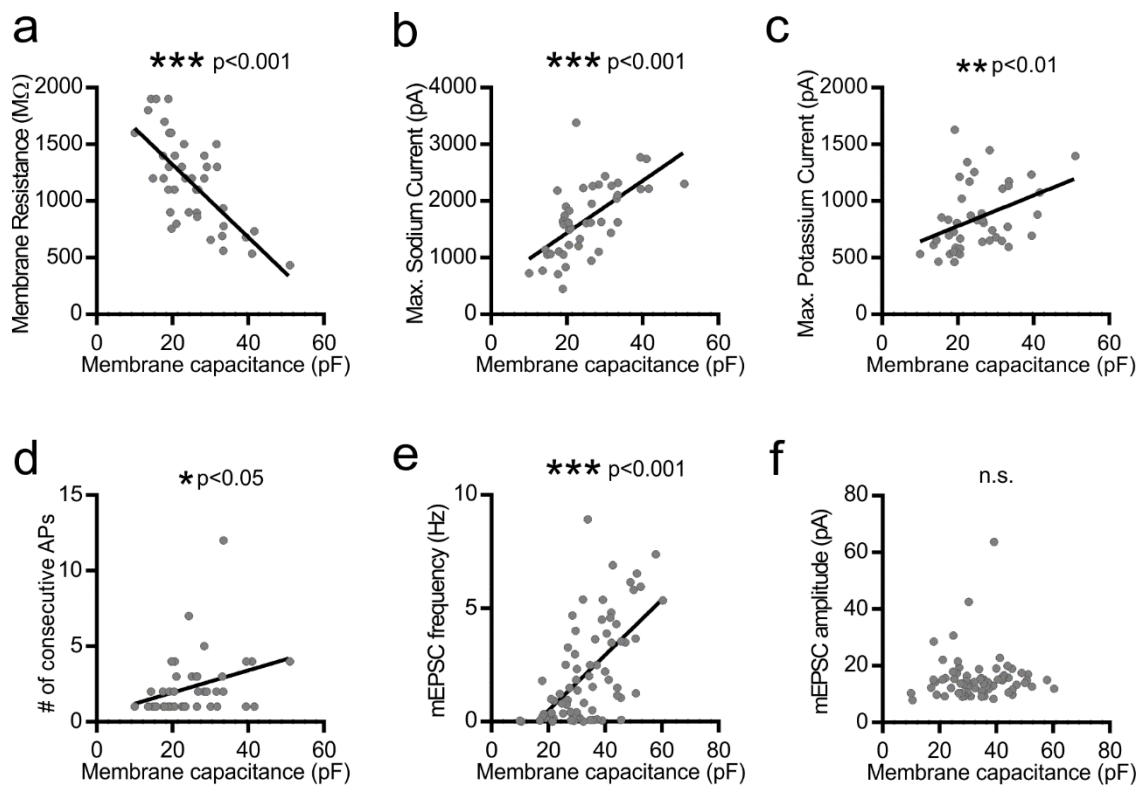 a
*** p<0.001
Membrane Resistance (MΩ)
2000
1500
1000
500
0
0 20 40 60
Membrane capacitance (pF)
b
*** p<0.001
Max. Sodium Current (pA)
4000
3000
2000
1000
0
0 20 40 60
Membrane capacitance (pF)
c
** p<0.01
Max. Potassium Current (pA)
2000
1500
1000
500
0
0 20 40 60
Membrane capacitance (pF)
d
* p<0.05
# of consecutive APs
15
10
5
0
0 20 40 60
Membrane capacitance (pF)
e
*** p<0.001
mEPSC frequency (Hz)
10
5
0
0 20 40 60 80
Membrane capacitance (pF)
f
n.s.
mEPSC amplitude (pA)
80
60
40
20
0
0 20 40 60 80
Membrane capacitance (pF)